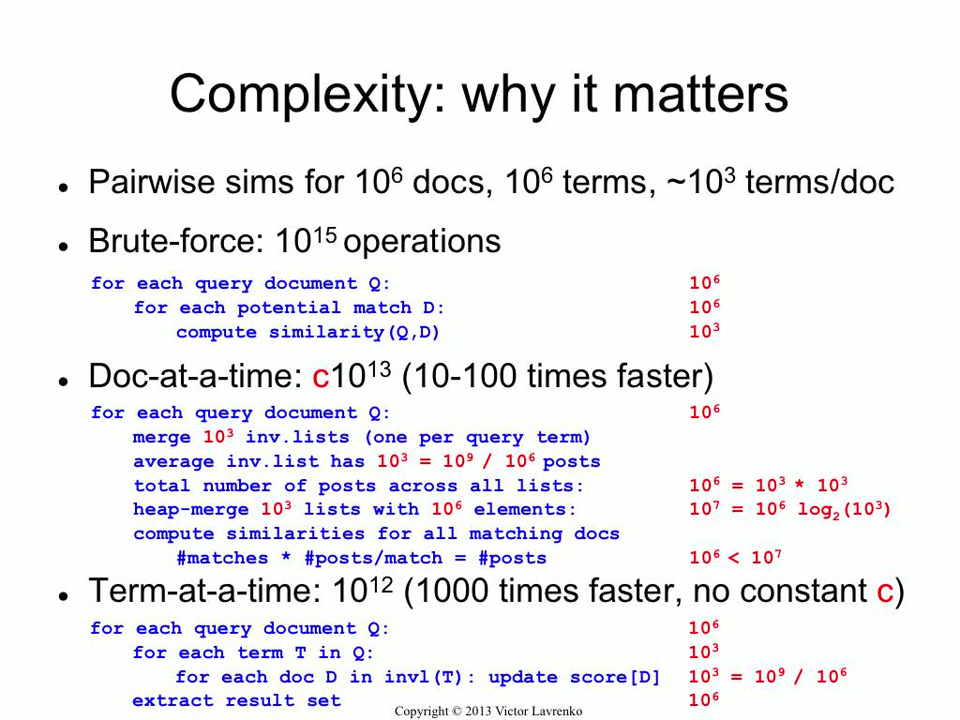 Complexity: why it matters
● Pairwise sims for 10⁶ docs, 10⁶ terms, ~10³ terms/doc
● Brute-force: 10¹⁵ operations
for each query document Q: 10⁶
for each potential match D: 10⁶
compute similarity(Q,D) 10³
● Doc-at-a-time: c10¹³ (10-100 times faster)
for each query document Q: 10⁶
merge 10³ inv.lists (one per query term)
average inv.list has 10³ = 10⁹ / 10⁶ posts
total number of posts across all lists: 10⁶ = 10³ * 10³
heap-merge 10³ lists with 10⁶ elements: 10⁷ = 10⁶ log₂(10³)
compute similarities for all matching docs
#matches * #posts/match = #posts 10⁶ < 10⁷
● Term-at-a-time: 10¹² (1000 times faster, no constant c)
for each query document Q: 10⁶
for each term T in Q: 10³
for each doc D in invl(T): update score[D] 10³ = 10⁹ / 10⁶
extract result set 10⁶
Copyright © 2013 Victor Lavrenko